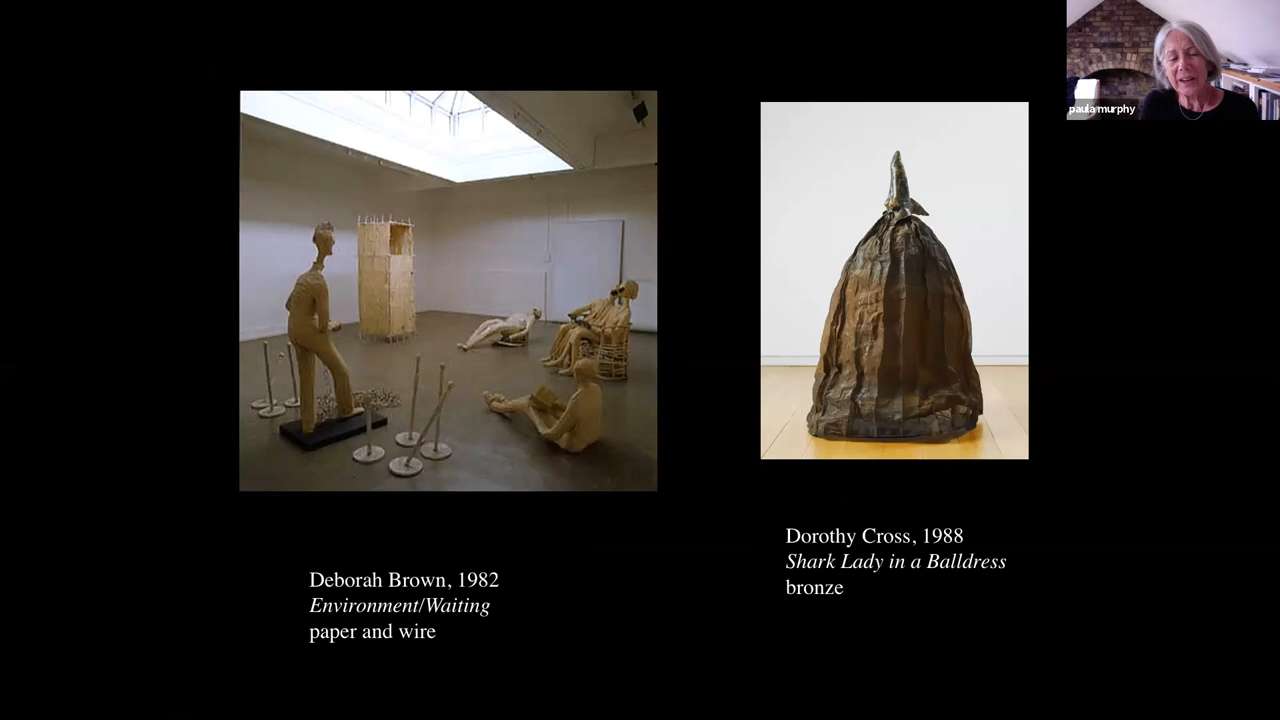 paula murphy
Deborah Brown, 1982
Environment/Waiting
paper and wire
Dorothy Cross, 1988
Shark Lady in a Balldress
bronze